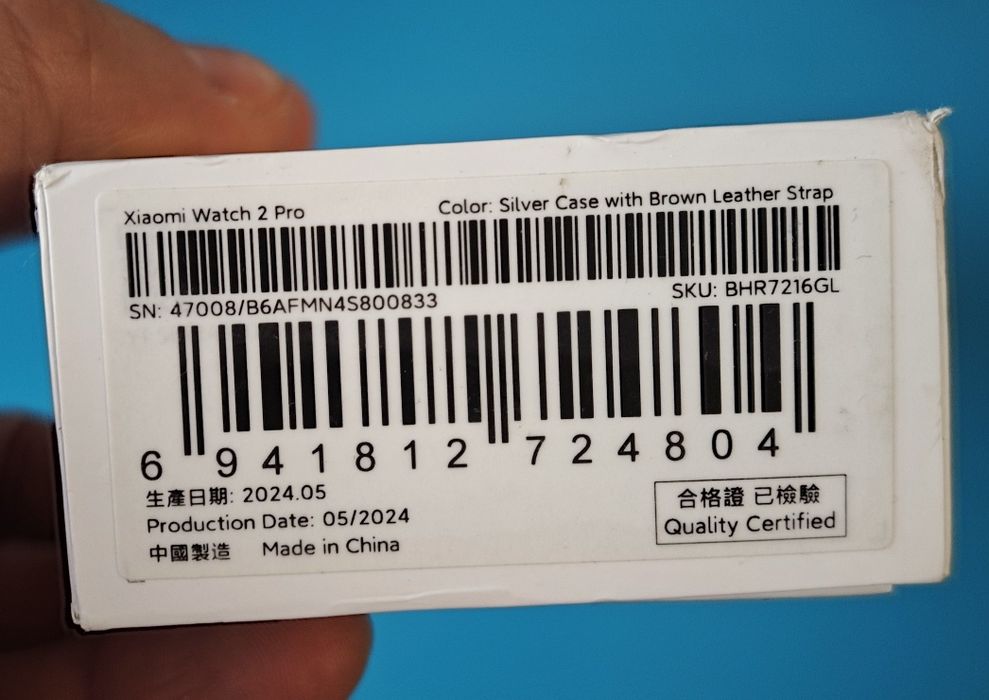 Xiaomi Watch 2 Pro Color: Silver Case with Brown Leather Strap
SN: 47008/B6AFMN4S800833 SKU: BHR7216GL
6 941812 724804
生產日期: 2024.05
Production Date: 05/2024
中國製造 Made in China
合格證 已檢驗
Quality Certified